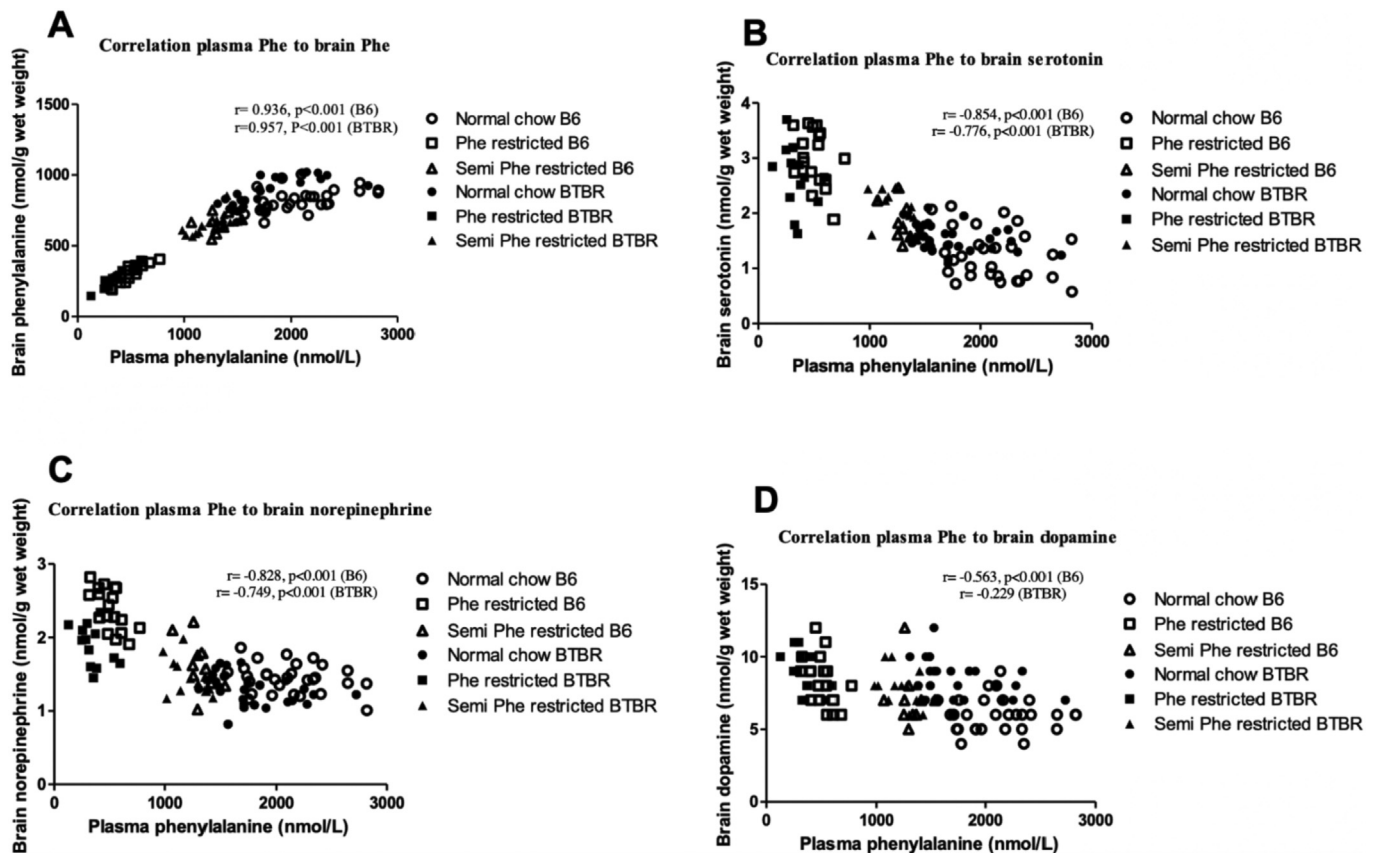 A
Correlation plasma Phe to brain Phe
Brain phenylalanine (nmol/g wet weight)
1500
1000
500
0
r= 0.936, p<0.001 (B6)
r=0.957, P<0.001 (BTBR)
0 1000 2000 3000
Plasma phenylalanine (nmol/L)
Normal chow B6
Phe restricted B6
Semi Phe restricted B6
Normal chow BTBR
Phe restricted BTBR
Semi Phe restricted BTBR
B
Correlation plasma Phe to brain serotonin
Brain serotonin (nmol/g wet weight)
4
3
2
1
0
r= -0.854, p<0.001 (B6)
r= -0.776, p<0.001 (BTBR)
0 1000 2000 3000
Plasma phenylalanine (nmol/L)
Normal chow B6
Phe restricted B6
Semi Phe restricted B6
Normal chow BTBR
Phe restricted BTBR
Semi Phe restricted BTBR
C
Correlation plasma Phe to brain norepinephrine
Brain norepinephrine (nmol/g wet weight)
3
2
1
0
r= -0.828, p<0.001 (B6)
r= -0.749, p<0.001 (BTBR)
0 1000 2000 3000
Plasma phenylalanine (nmol/L)
Normal chow B6
Phe restricted B6
Semi Phe restricted B6
Normal chow BTBR
Phe restricted BTBR
Semi Phe restricted BTBR
D
Correlation plasma Phe to brain dopamine
Brain dopamine (nmol/g wet weight)
15
10
5
0
r= -0.563, p<0.001 (B6)
r= -0.229 (BTBR)
0 1000 2000 3000
Plasma phenylalanine (nmol/L)
Normal chow B6
Phe restricted B6
Semi Phe restricted B6
Normal chow BTBR
Phe restricted BTBR
Semi Phe restricted BTBR